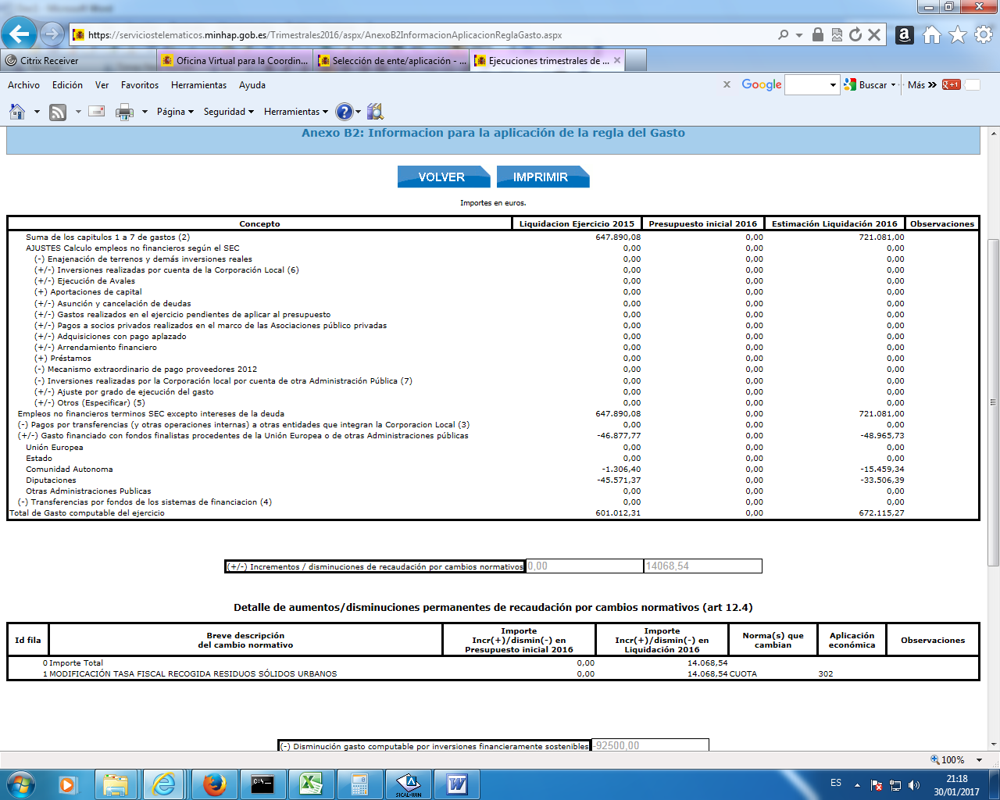 https://serviciostelematicos.minhap.gob.es/Trimestrales2016/aspx/AnexoB2InformacionAplicacionReglaGasto.aspx
Citrix Receiver
Oficina Virtual para la Coordin...
Selección de ente/aplicación - ...
Ejecuciones trimestrales de ...
Archivo Edición Ver Favoritos Herramientas Ayuda
x Google Buscar Más
Página Seguridad Herramientas
Anexo B2: Informacion para la aplicación de la regla del Gasto
VOLVER IMPRIMIR
Importes en euros.
Concepto Liquidacion Ejercicio 2015 Presupuesto inicial 2016 Estimación Liquidación 2016 Observaciones
Suma de los capitulos 1 a 7 de gastos (2) 647.890,08 0,00 721.081,00
AJUSTES Calculo empleos no financieros según el SEC 0,00 0,00 0,00
(-) Enajenación de terrenos y demás inversiones reales 0,00 0,00 0,00
(+/-) Inversiones realizadas por cuenta de la Corporación Local (6) 0,00 0,00 0,00
(+/-) Ejecución de Avales 0,00 0,00 0,00
(+) Aportaciones de capital 0,00 0,00 0,00
(+/-) Asunción y cancelación de deudas 0,00 0,00 0,00
(+/-) Gastos realizados en el ejercicio pendientes de aplicar al presupuesto 0,00 0,00 0,00
(+/-) Pagos a socios privados realizados en el marco de las Asociaciones público privadas 0,00 0,00 0,00
(+/-) Adquisiciones con pago aplazado 0,00 0,00 0,00
(+/-) Arrendamiento financiero 0,00 0,00 0,00
(+) Préstamos 0,00 0,00 0,00
(-) Mecanismo extraordinario de pago proveedores 2012 0,00 0,00 0,00
(-) Inversiones realizadas por la Corporación local por cuenta de otra Administración Pública (7) 0,00 0,00 0,00
(+/-) Ajuste por grado de ejecución del gasto 0,00 0,00 0,00
(+/-) Otros (Especificar) (5) 0,00 0,00 0,00
Empleos no financieros terminos SEC excepto intereses de la deuda 647.890,08 0,00 721.081,00
(-) Pagos por transferencias (y otras operaciones internas) a otras entidades que integran la Corporacion Local (3) 0,00 0,00 0,00
(+/-) Gasto financiado con fondos finalistas procedentes de la Unión Europea o de otras Administraciones públicas -46.877,77 0,00 -48.965,73
Unión Europea 0,00 0,00 0,00
Estado 0,00 0,00 0,00
Comunidad Autonoma -1.306,40 0,00 -15.459,34
Diputaciones -45.571,37 0,00 -33.506,39
Otras Administraciones Publicas 0,00 0,00 0,00
(-) Transferencias por fondos de los sistemas de financiacion (4) 0,00 0,00 0,00
Total de Gasto computable del ejercicio 601.012,31 0,00 672.115,27
(+/-) Incrementos / disminuciones de recaudación por cambios normativos 0,00 14068,54
Detalle de aumentos/disminuciones permanentes de recaudación por cambios normativos (art 12.4)
Id fila Breve descripción del cambio normativo Importe Incr(+)/dismin(-) en Presupuesto inicial 2016 Importe Incr(+)/dismin(-) en Liquidación 2016 Norma(s) que cambian Aplicación económica Observaciones
0 Importe Total 0,00 14.068,54
1 MODIFICACIÓN TASA FISCAL RECOGIDA RESIDUOS SÓLIDOS URBANOS 0,00 14.068,54 CUOTA 302
(-) Disminución gasto computable por inversiones financieramente sostenibles -92500,00
100%
SICAL-WIN
ES
21:18
30/01/2017